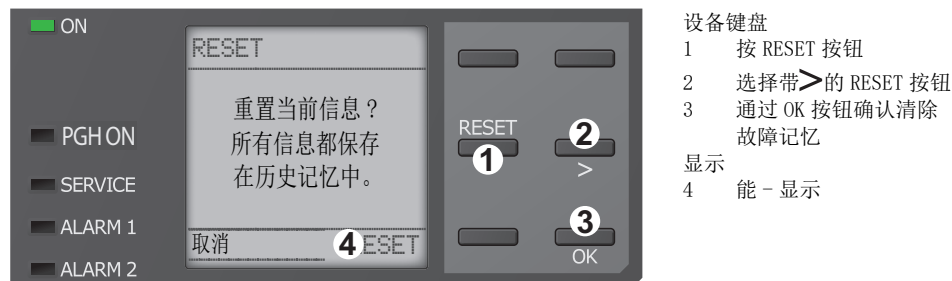 ON
PGH ON
SERVICE
ALARM 1
ALARM 2
RESET
重置当前信息？
所有信息都保存
在历史记忆中。
取消 4 ESET
RESET
1
2
>
3
OK
设备键盘
1 按 RESET 按钮
2 选择带>的 RESET 按钮
3 通过 OK 按钮确认清除
故障记忆
显示
4 能 - 显示